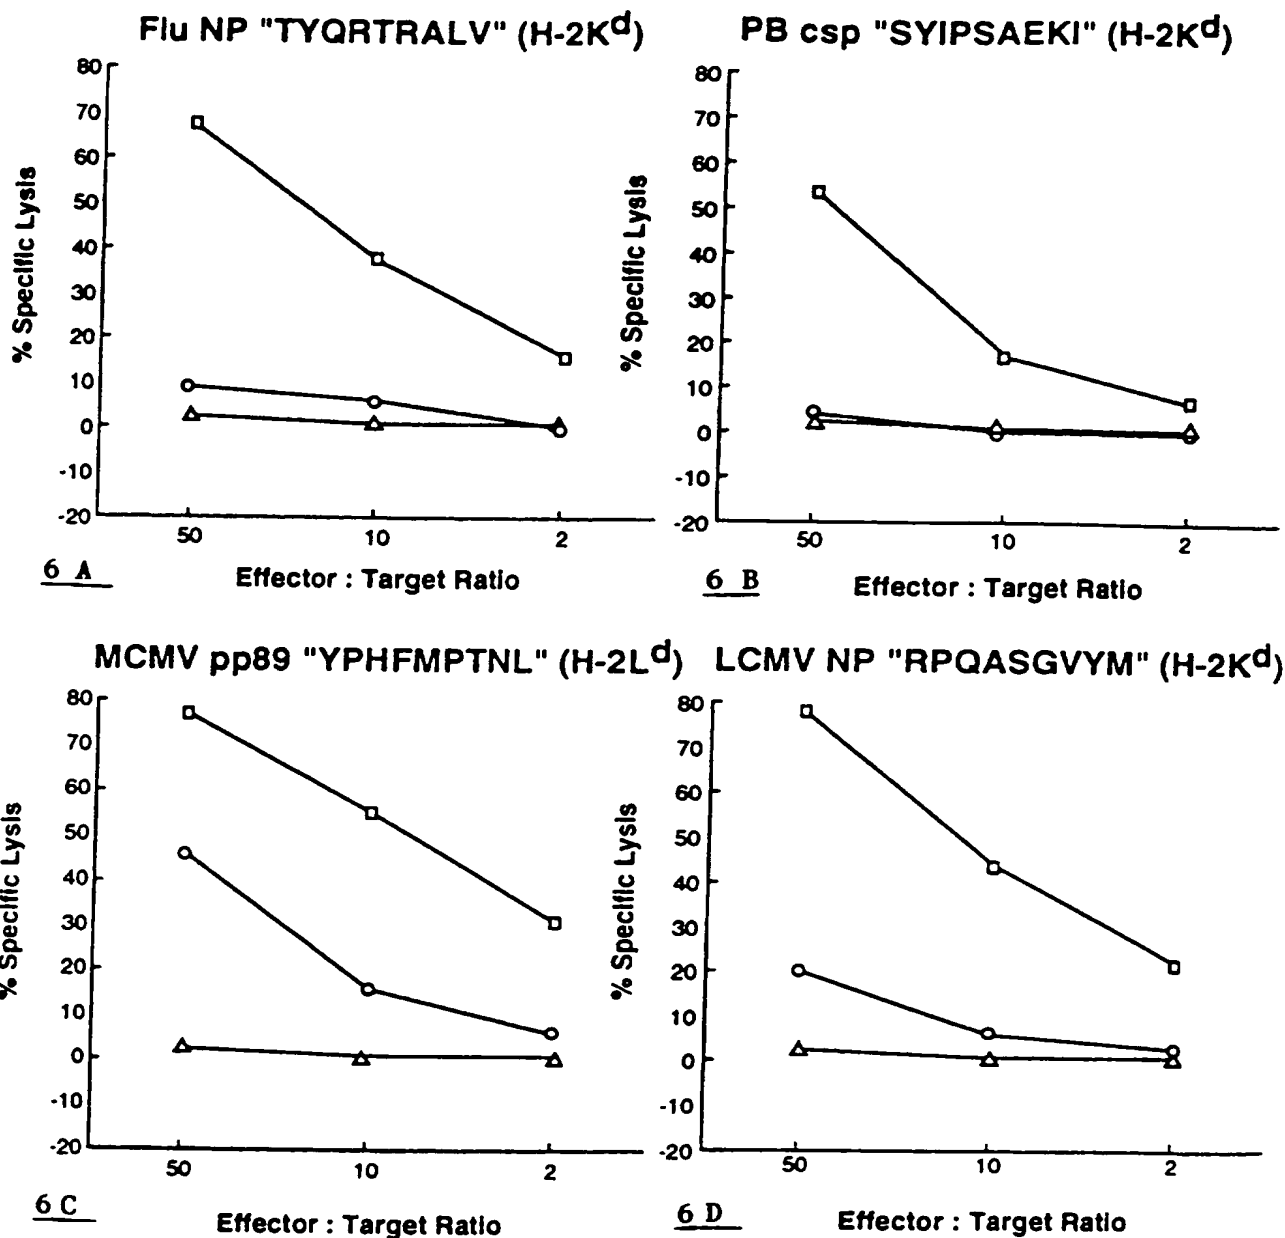 Flu NP "TYQRTRALV" (H-2Kd)
80
70
60
50
40
30
20
10
0
-10
-20
% Specific Lysis
50 10 2
6 A
Effector : Target Ratio
PB csp "SYIPSAEKI" (H-2Kd)
80
70
60
50
40
30
20
10
0
-10
-20
% Specific Lysis
50 10 2
6 B
Effector : Target Ratio
MCMV pp89 "YPHFMPTNL" (H-2Ld)
80
70
60
50
40
30
20
10
0
-10
-20
% Specific Lysis
50 10 2
6 C
Effector : Target Ratio
LCMV NP "RPQASGVYM" (H-2Kd)
80
70
60
50
40
30
20
10
0
-10
-20
% Specific Lysis
50 10 2
6 D
Effector : Target Ratio